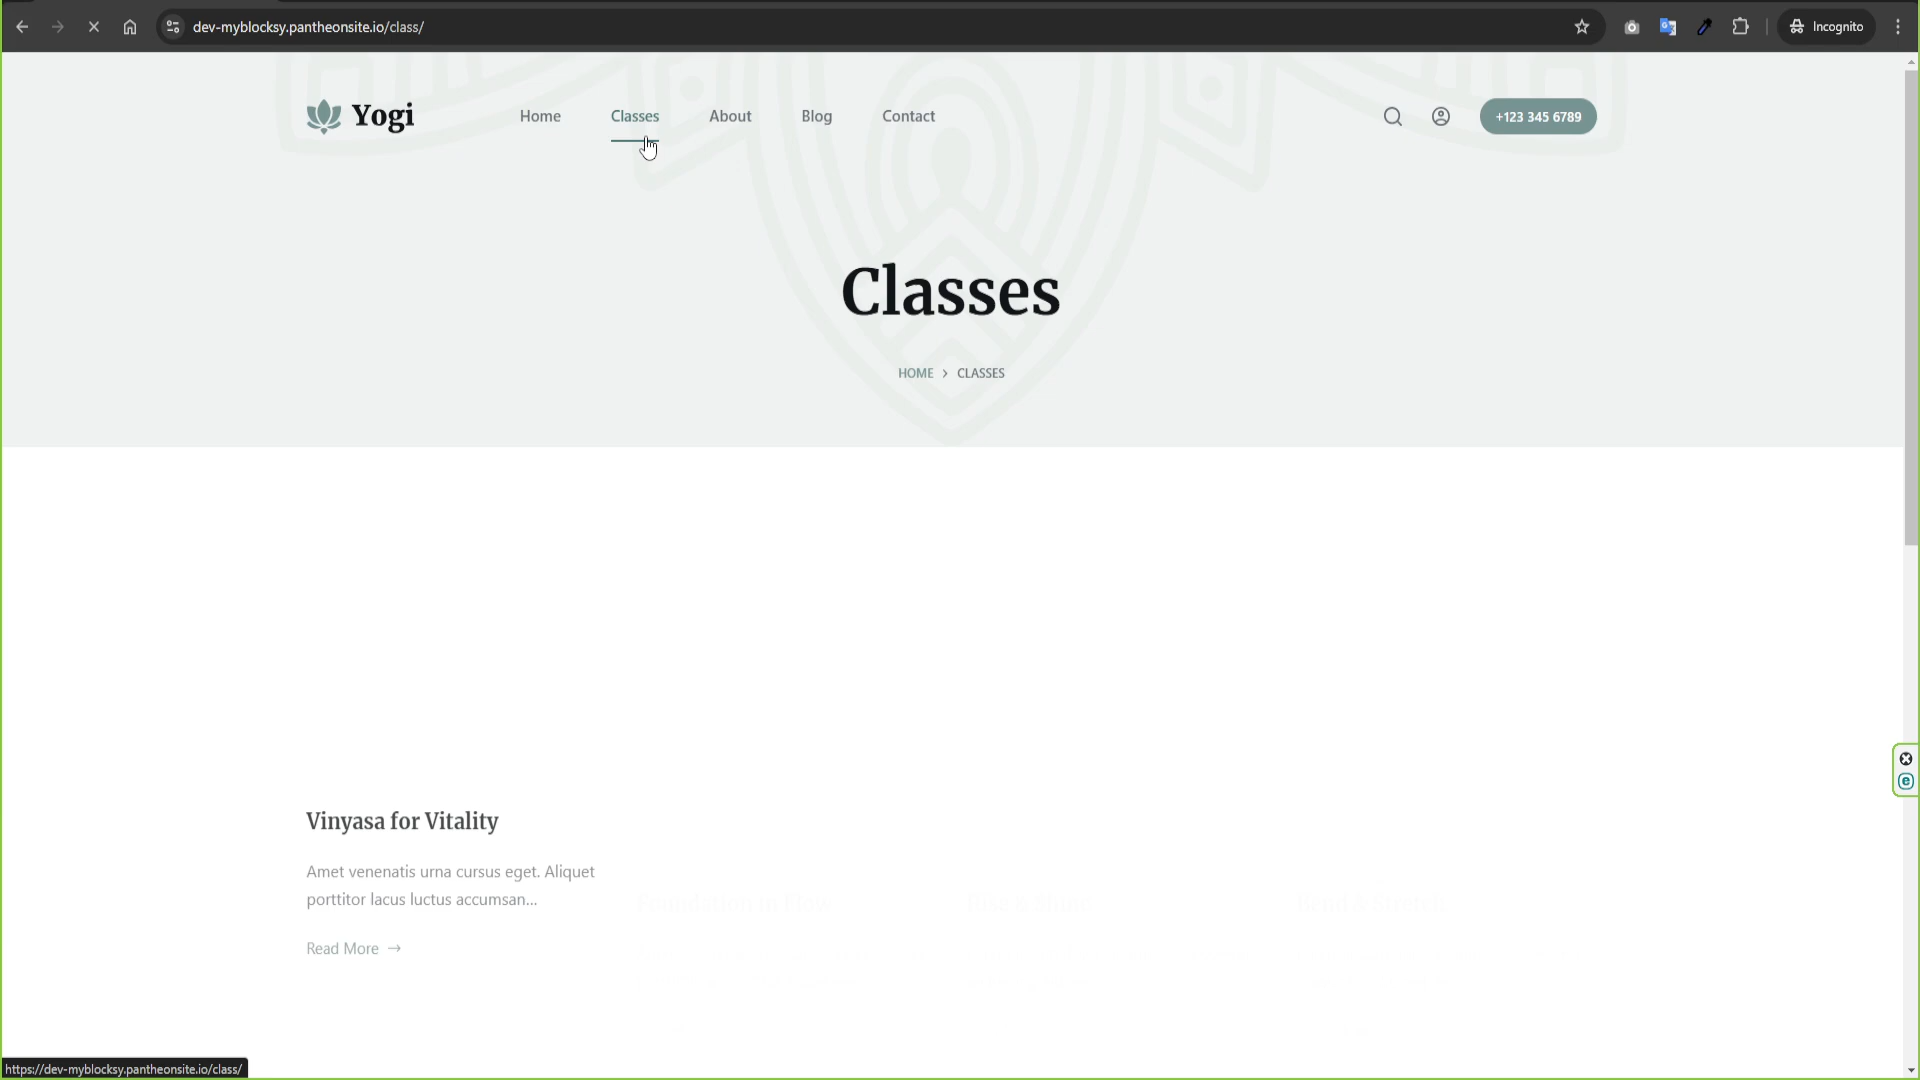 dev-myblocksy.pantheonsite.io/class/
Incognito
Yogi
Home
Classes
About
Blog
Contact
+123 345 6789
Classes
HOME > CLASSES
Vinyasa for Vitality
Amet venenatis urna cursus eget. Aliquet
porttitor lacus luctus accumsan...
Read More →
https://dev-myblocksy.pantheonsite.io/class/